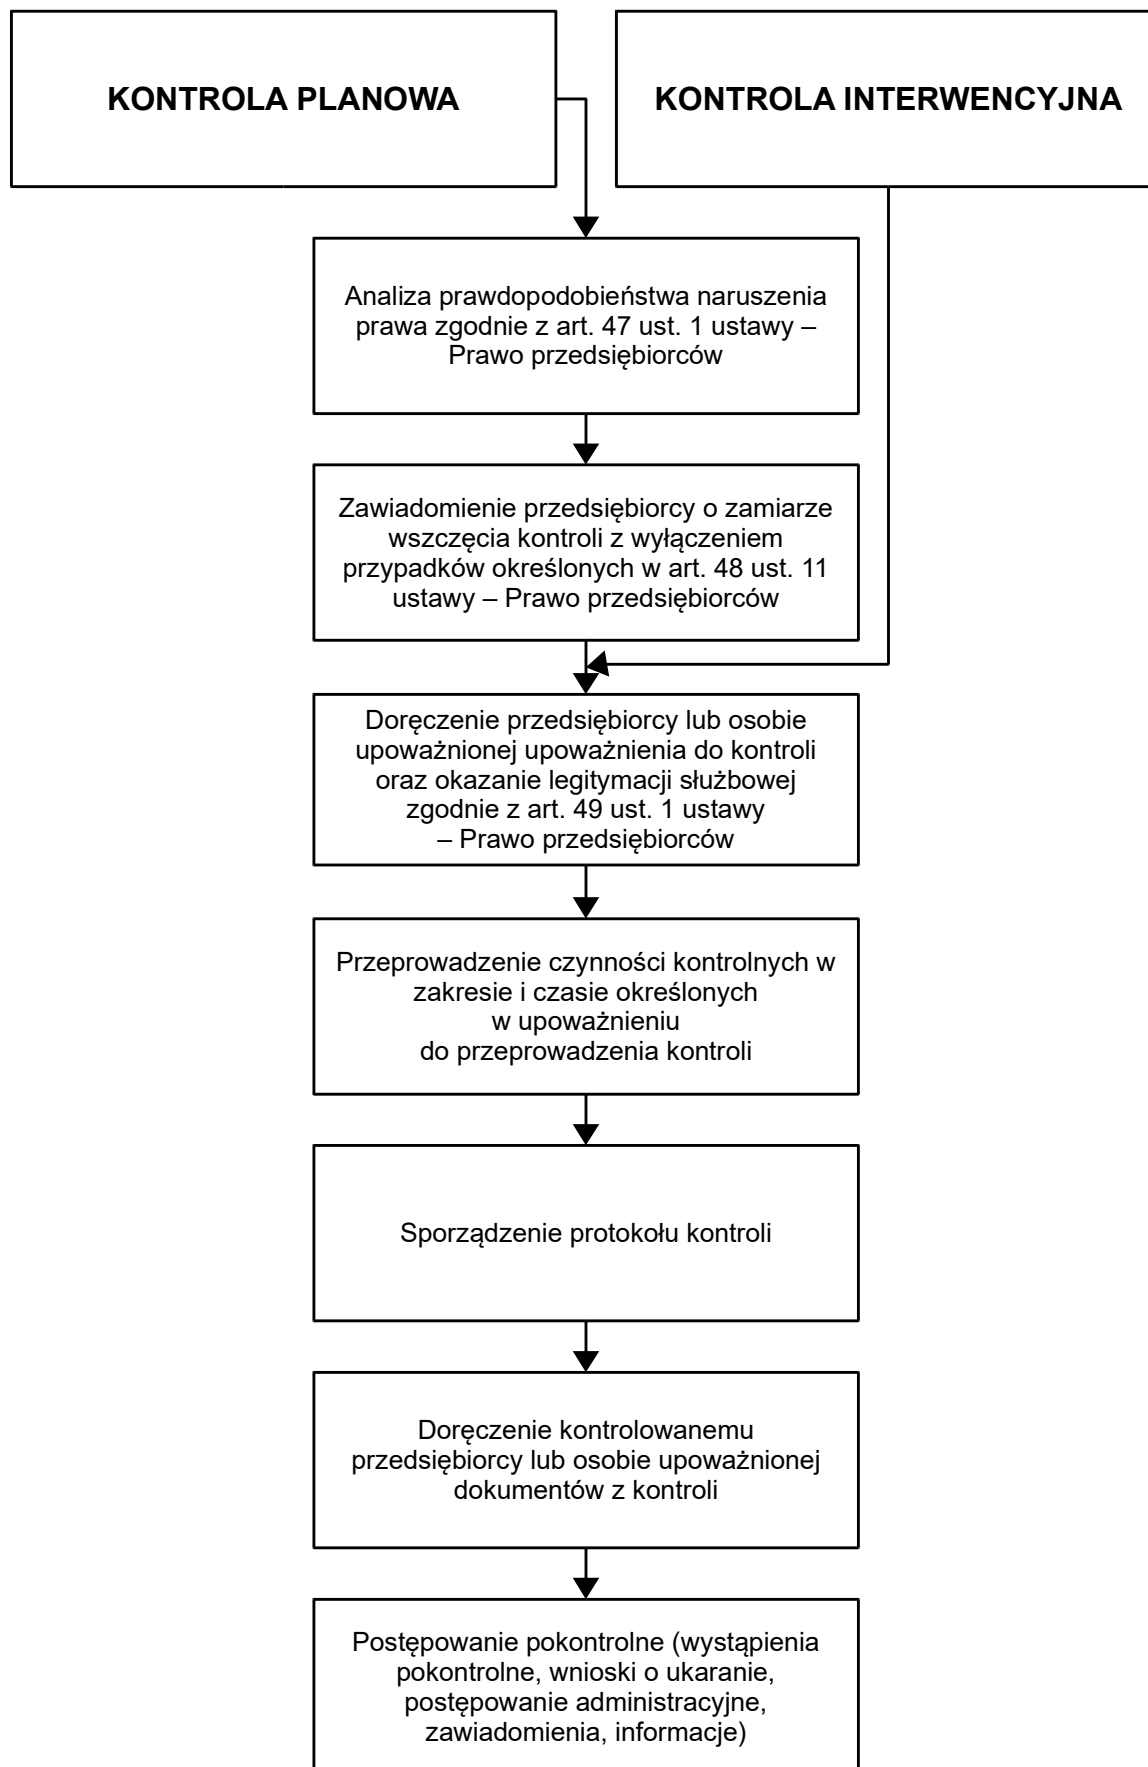 KONTROLA PLANOWA
KONTROLA INTERWENCYJNA
Analiza prawdopodobieństwa naruszenia
prawa zgodnie z art. 47 ust. 1 ustawy –
Prawo przedsiębiorców
Zawiadomienie przedsiębiorcy o zamiarze
wszczęcia kontroli z wyłączeniem
przypadków określonych w art. 48 ust. 11
ustawy – Prawo przedsiębiorców
Doręczenie przedsiębiorcy lub osobie
upoważnionej upoważnienia do kontroli
oraz okazanie legitymacji służbowej
zgodnie z art. 49 ust. 1 ustawy
– Prawo przedsiębiorców
Przeprowadzenie czynności kontrolnych w
zakresie i czasie określonych
w upoważnieniu
do przeprowadzenia kontroli
Sporządzenie protokołu kontroli
Doręczenie kontrolowanemu
przedsiębiorcy lub osobie upoważnionej
dokumentów z kontroli
Postępowanie pokontrolne (wystąpienia
pokontrolne, wnioski o ukaranie,
postępowanie administracyjne,
zawiadomienia, informacje)